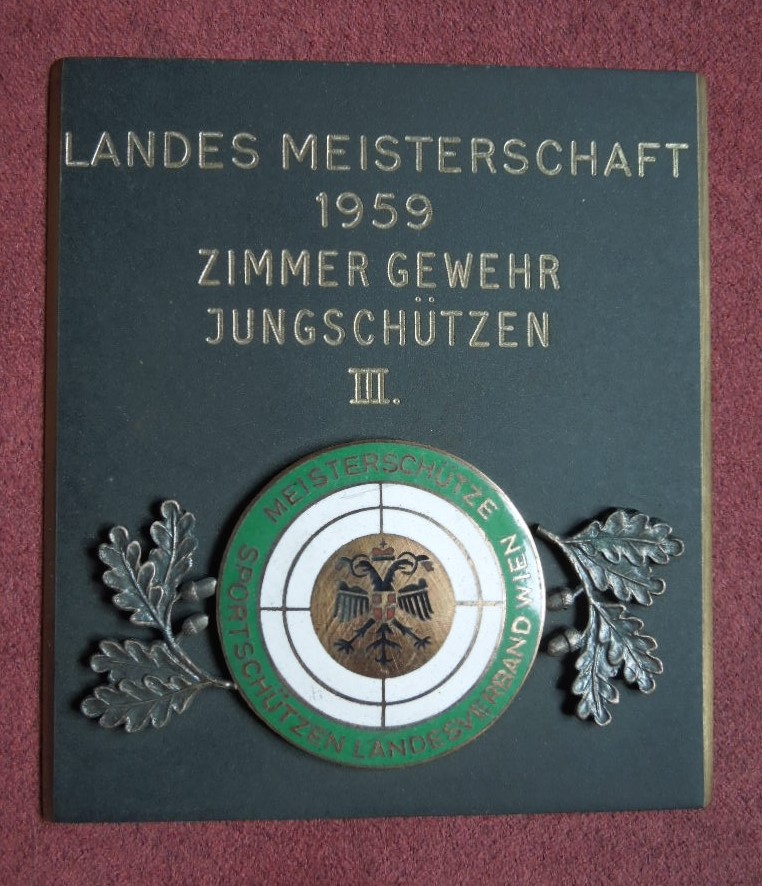 LANDES MEISTERSCHAFT
1959
ZIMMER GEWEHR
JUNGSCHÜTZEN
III.
MEISTERSCHÜTZE
SPORTSCHÜTZEN LANDESVERBAND WIEN